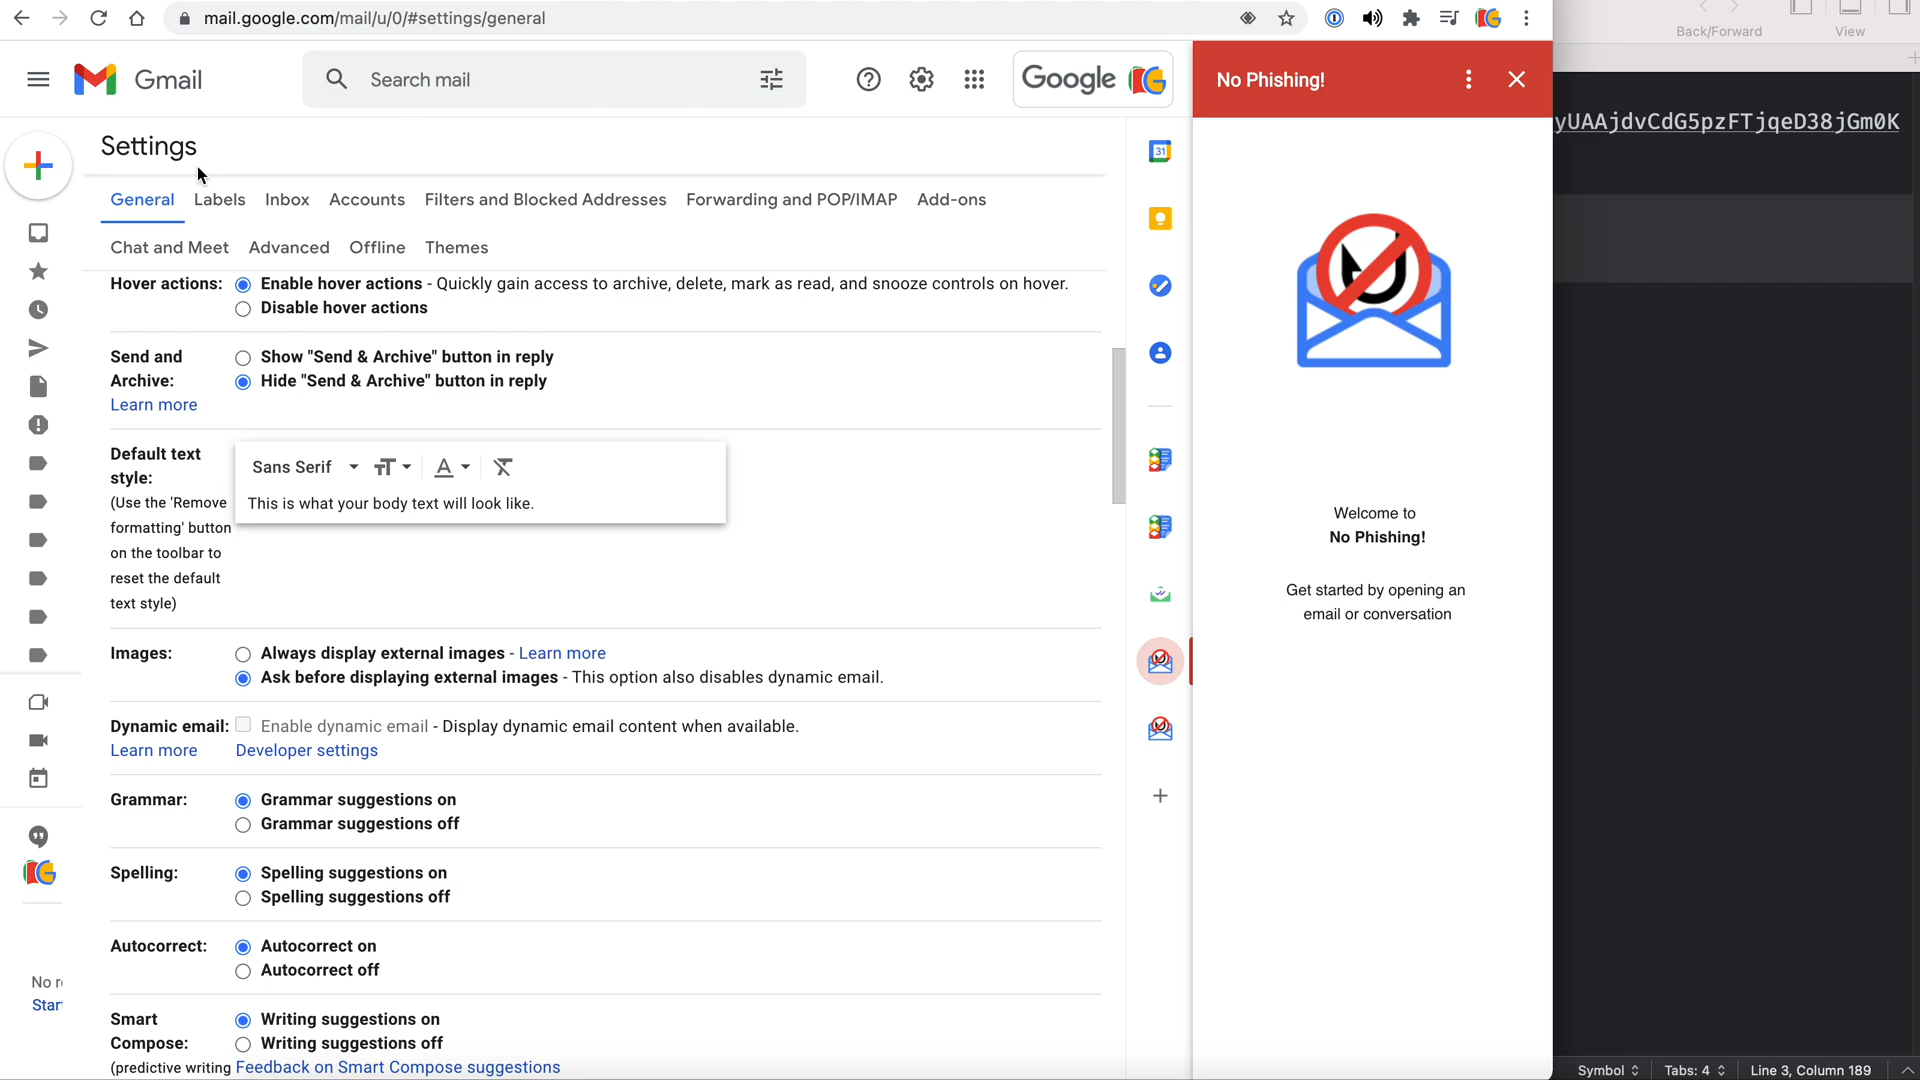 mail.google.com/mail/u/0/#settings/general
Back/Forward
View
Gmail
Search mail
Google
No Phishing!
yUAAjdvCdG5pzFTjqeD38jGm0K
31
Settings
General
Labels
Inbox
Accounts
Filters and Blocked Addresses
Forwarding and POP/IMAP
Add-ons
Chat and Meet
Advanced
Offline
Themes
Hover actions:
Enable hover actions - Quickly gain access to archive, delete, mark as read, and snooze controls on hover.
Disable hover actions
Send and
Archive:
Learn more
Show "Send & Archive" button in reply
Hide "Send & Archive" button in reply
Default text
style:
(Use the 'Remove
formatting' button
on the toolbar to
reset the default
text style)
Sans Serif
This is what your body text will look like.
Images:
Always display external images - Learn more
Ask before displaying external images - This option also disables dynamic email.
Dynamic email:
Learn more
Enable dynamic email - Display dynamic email content when available.
Developer settings
Grammar:
Grammar suggestions on
Grammar suggestions off
Spelling:
Spelling suggestions on
Spelling suggestions off
Autocorrect:
Autocorrect on
Autocorrect off
Smart
Compose:
(predictive writing
Writing suggestions on
Writing suggestions off
Feedback on Smart Compose suggestions
Welcome to
No Phishing!
Get started by opening an
email or conversation
Symbol
Tabs: 4
Line 3, Column 189